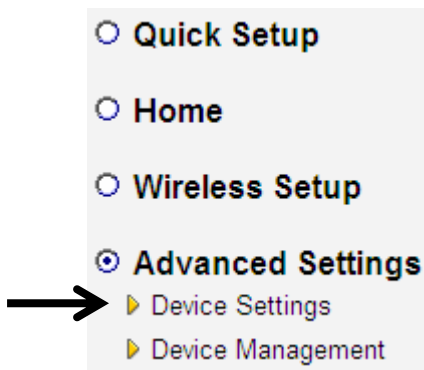 Quick Setup
Home
Wireless Setup
Advanced Settings
Device Settings
Device Management